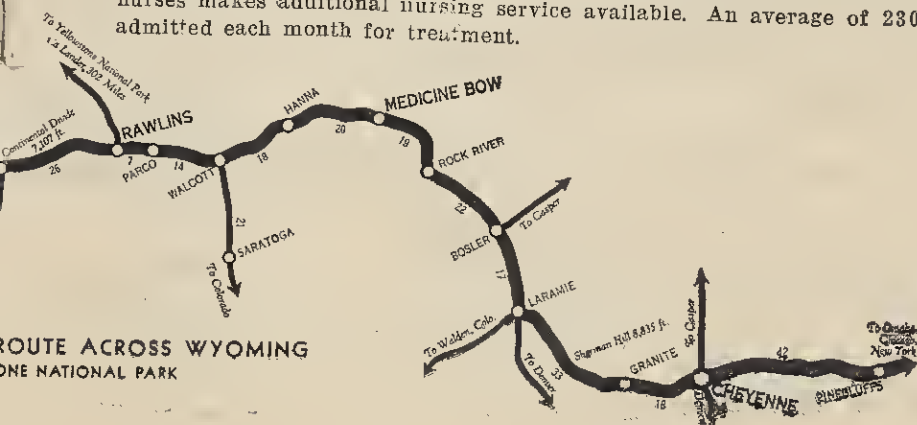 nurses makes additional nursing service available. An average of 230
admitted each month for treatment.
To Yellowstone National Park
via Lander, 302 Miles
Continental Divide
7,107 ft.
RAWLINS
26
7
PARCO
14
WALCOTT
18
HANNA
20
MEDICINE BOW
19
ROCK RIVER
22
21
SARATOGA
To Colorado
BOSLER
To Casper
17
LARAMIE
To Walden, Colo.
To Denver
33
Sherman Hill 8,835 ft.
GRANITE
18
To Casper
CHEYENNE
Denver
42
PINEBLUFFS
To Omaha
Chicago
New York
ROUTE ACROSS WYOMING
ONE NATIONAL PARK